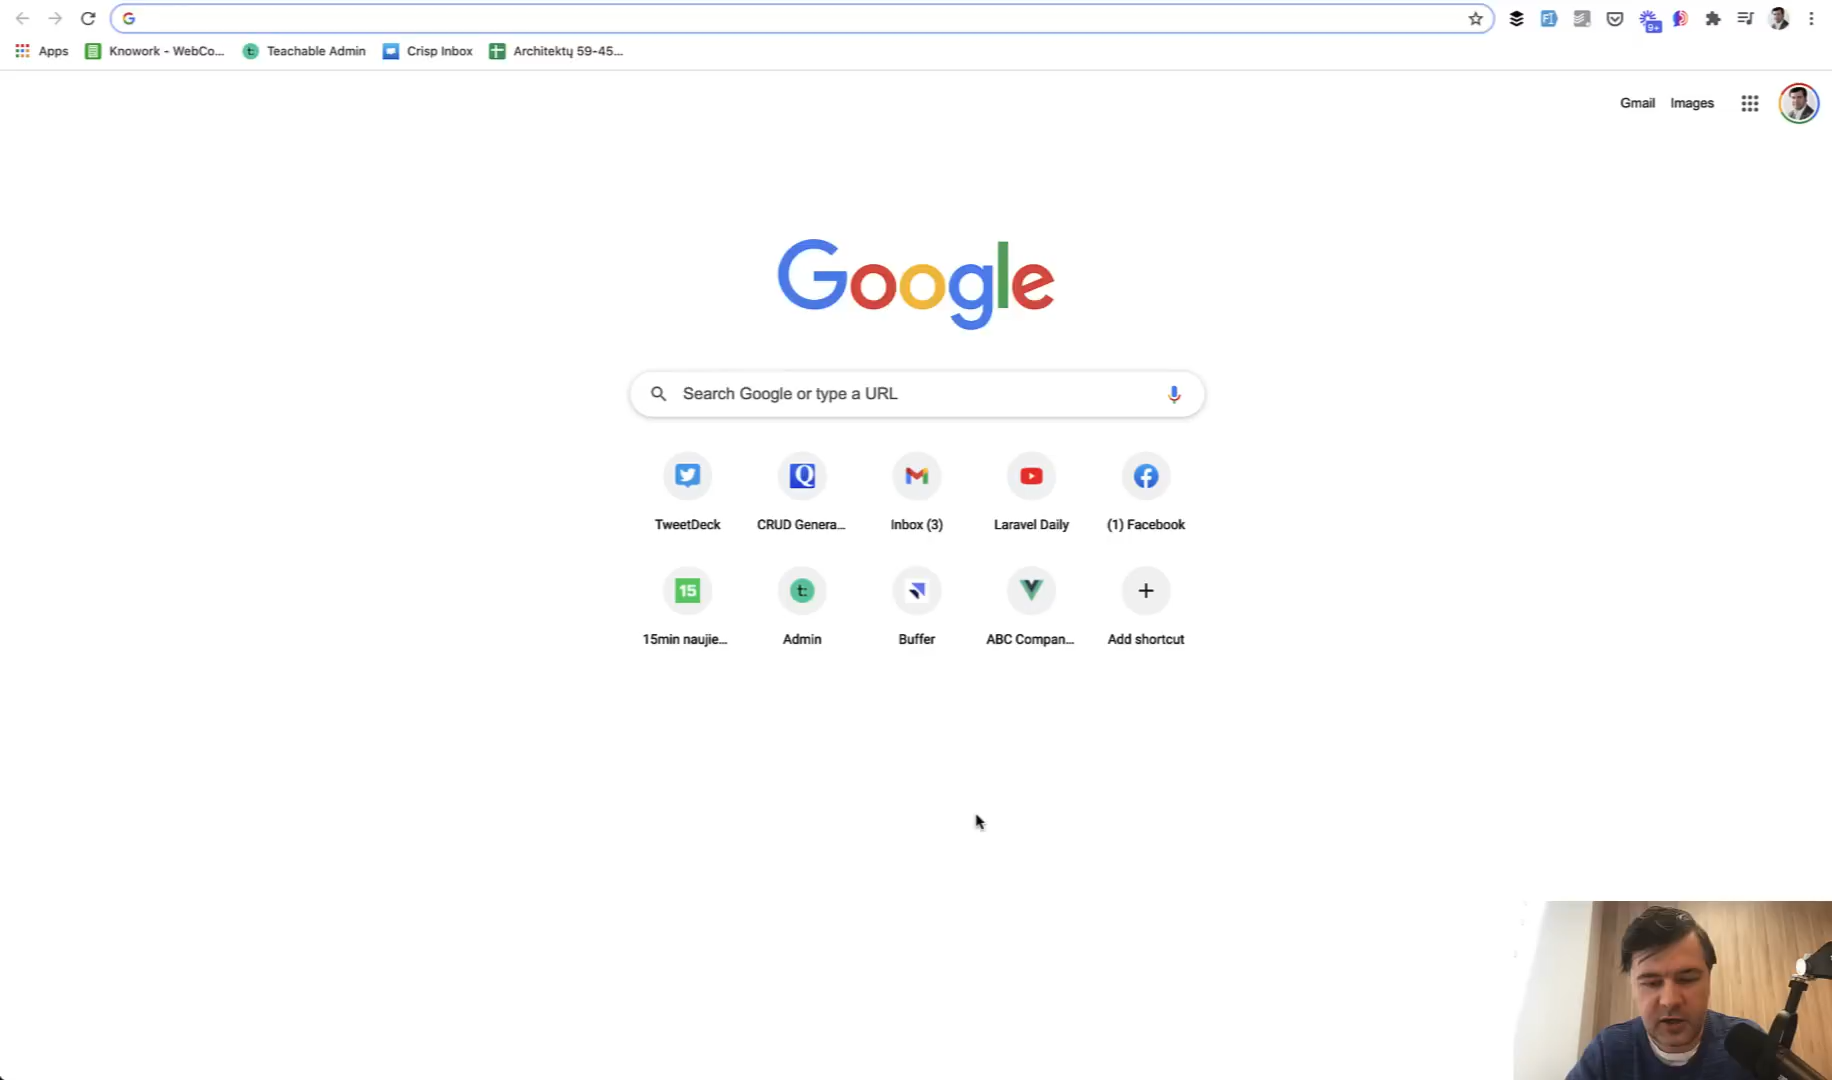 Apps
Knowork - WebCo...
Teachable Admin
Crisp Inbox
Architektų 59-45...
9+
Gmail
Images
Google
Search Google or type a URL
TweetDeck
CRUD Genera...
Inbox (3)
Laravel Daily
(1) Facebook
15
t:
15min naujie...
Admin
Buffer
ABC Compan...
Add shortcut